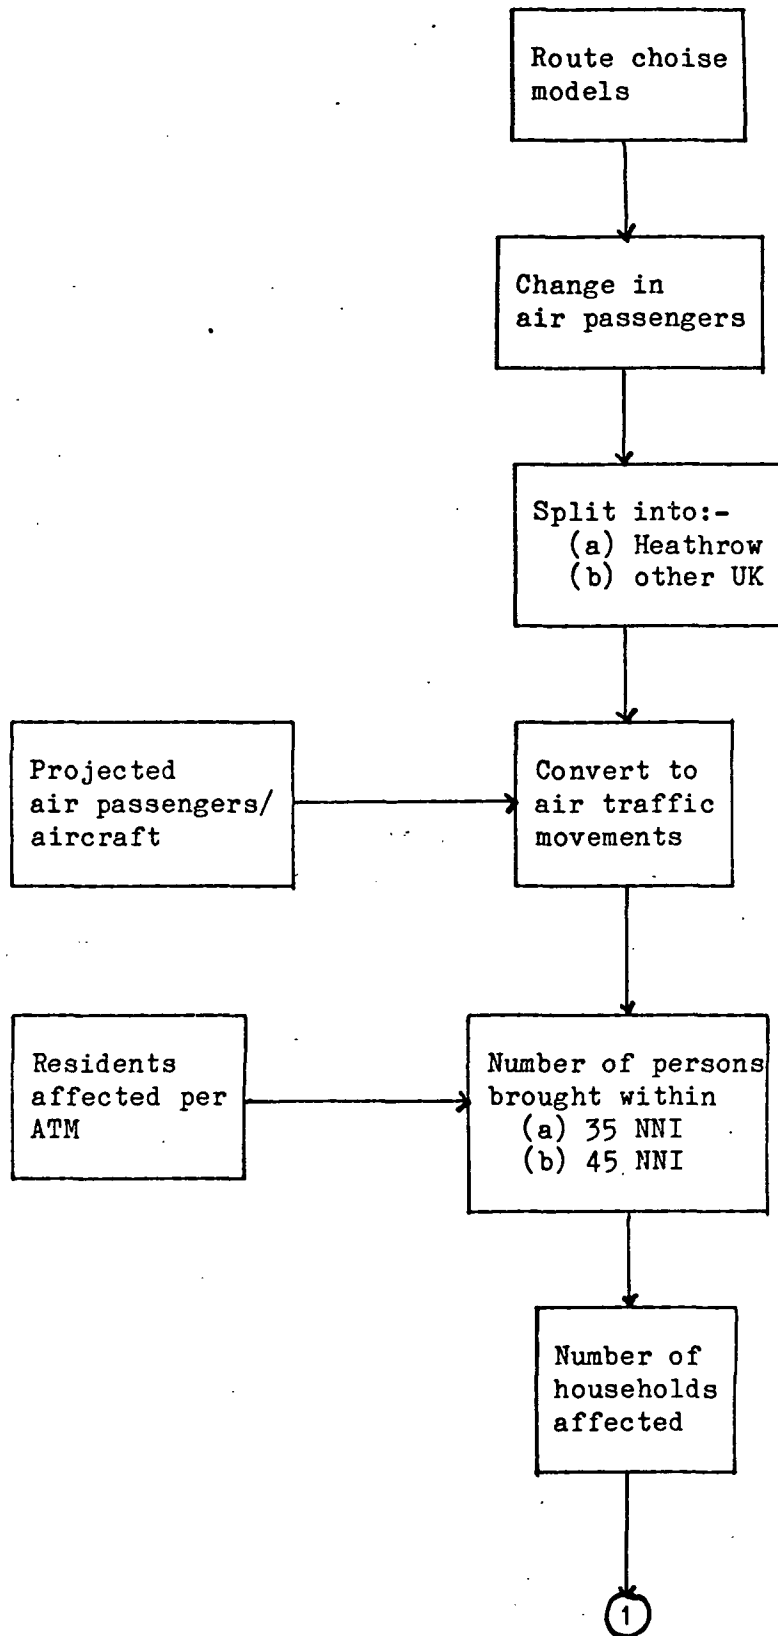 Route choise
models
Change in
air passengers
Split into:-
(a) Heathrow
(b) other UK
Projected
air passengers/
aircraft
Convert to
air traffic
movements
Residents
affected per
ATM
Number of persons
brought within
(a) 35 NNI
(b) 45 NNI
Number of
households
affected
1